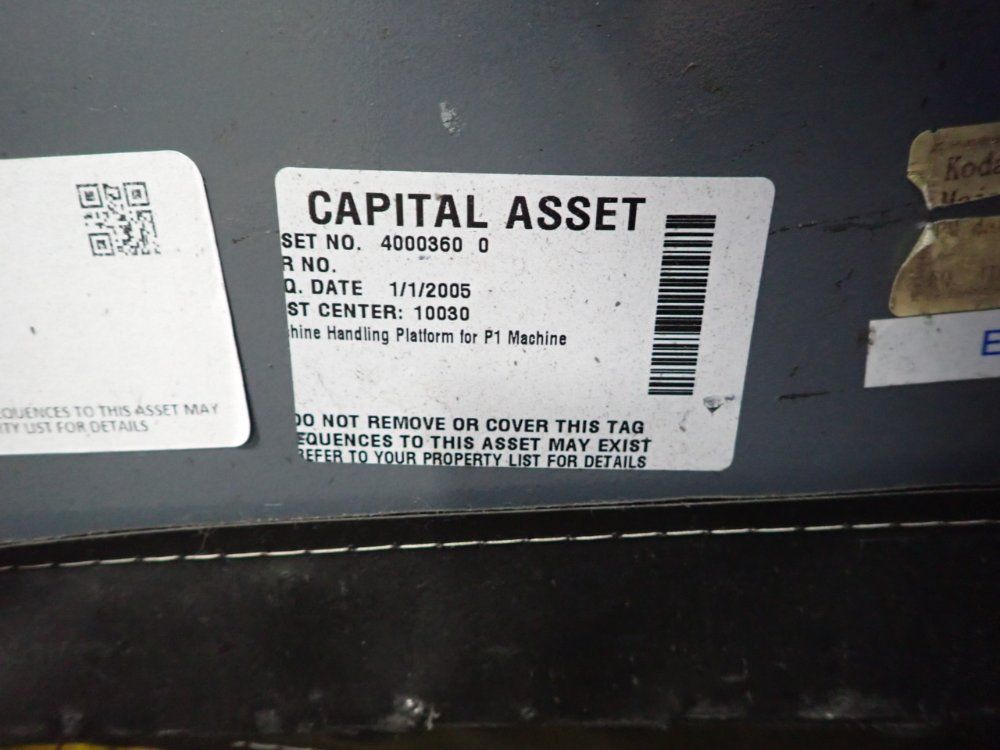 CAPITAL ASSET
SET NO. 4000360 0
R NO.
Q. DATE 1/1/2005
ST CENTER: 10030
hine Handling Platform for P1 Machine
DO NOT REMOVE OR COVER THIS TAG
EQUENCES TO THIS ASSET MAY EXIST
REFER TO YOUR PROPERTY LIST FOR DETAILS
EQUENCES TO THIS ASSET MAY
TY LIST FOR DETAILS
Koda
E